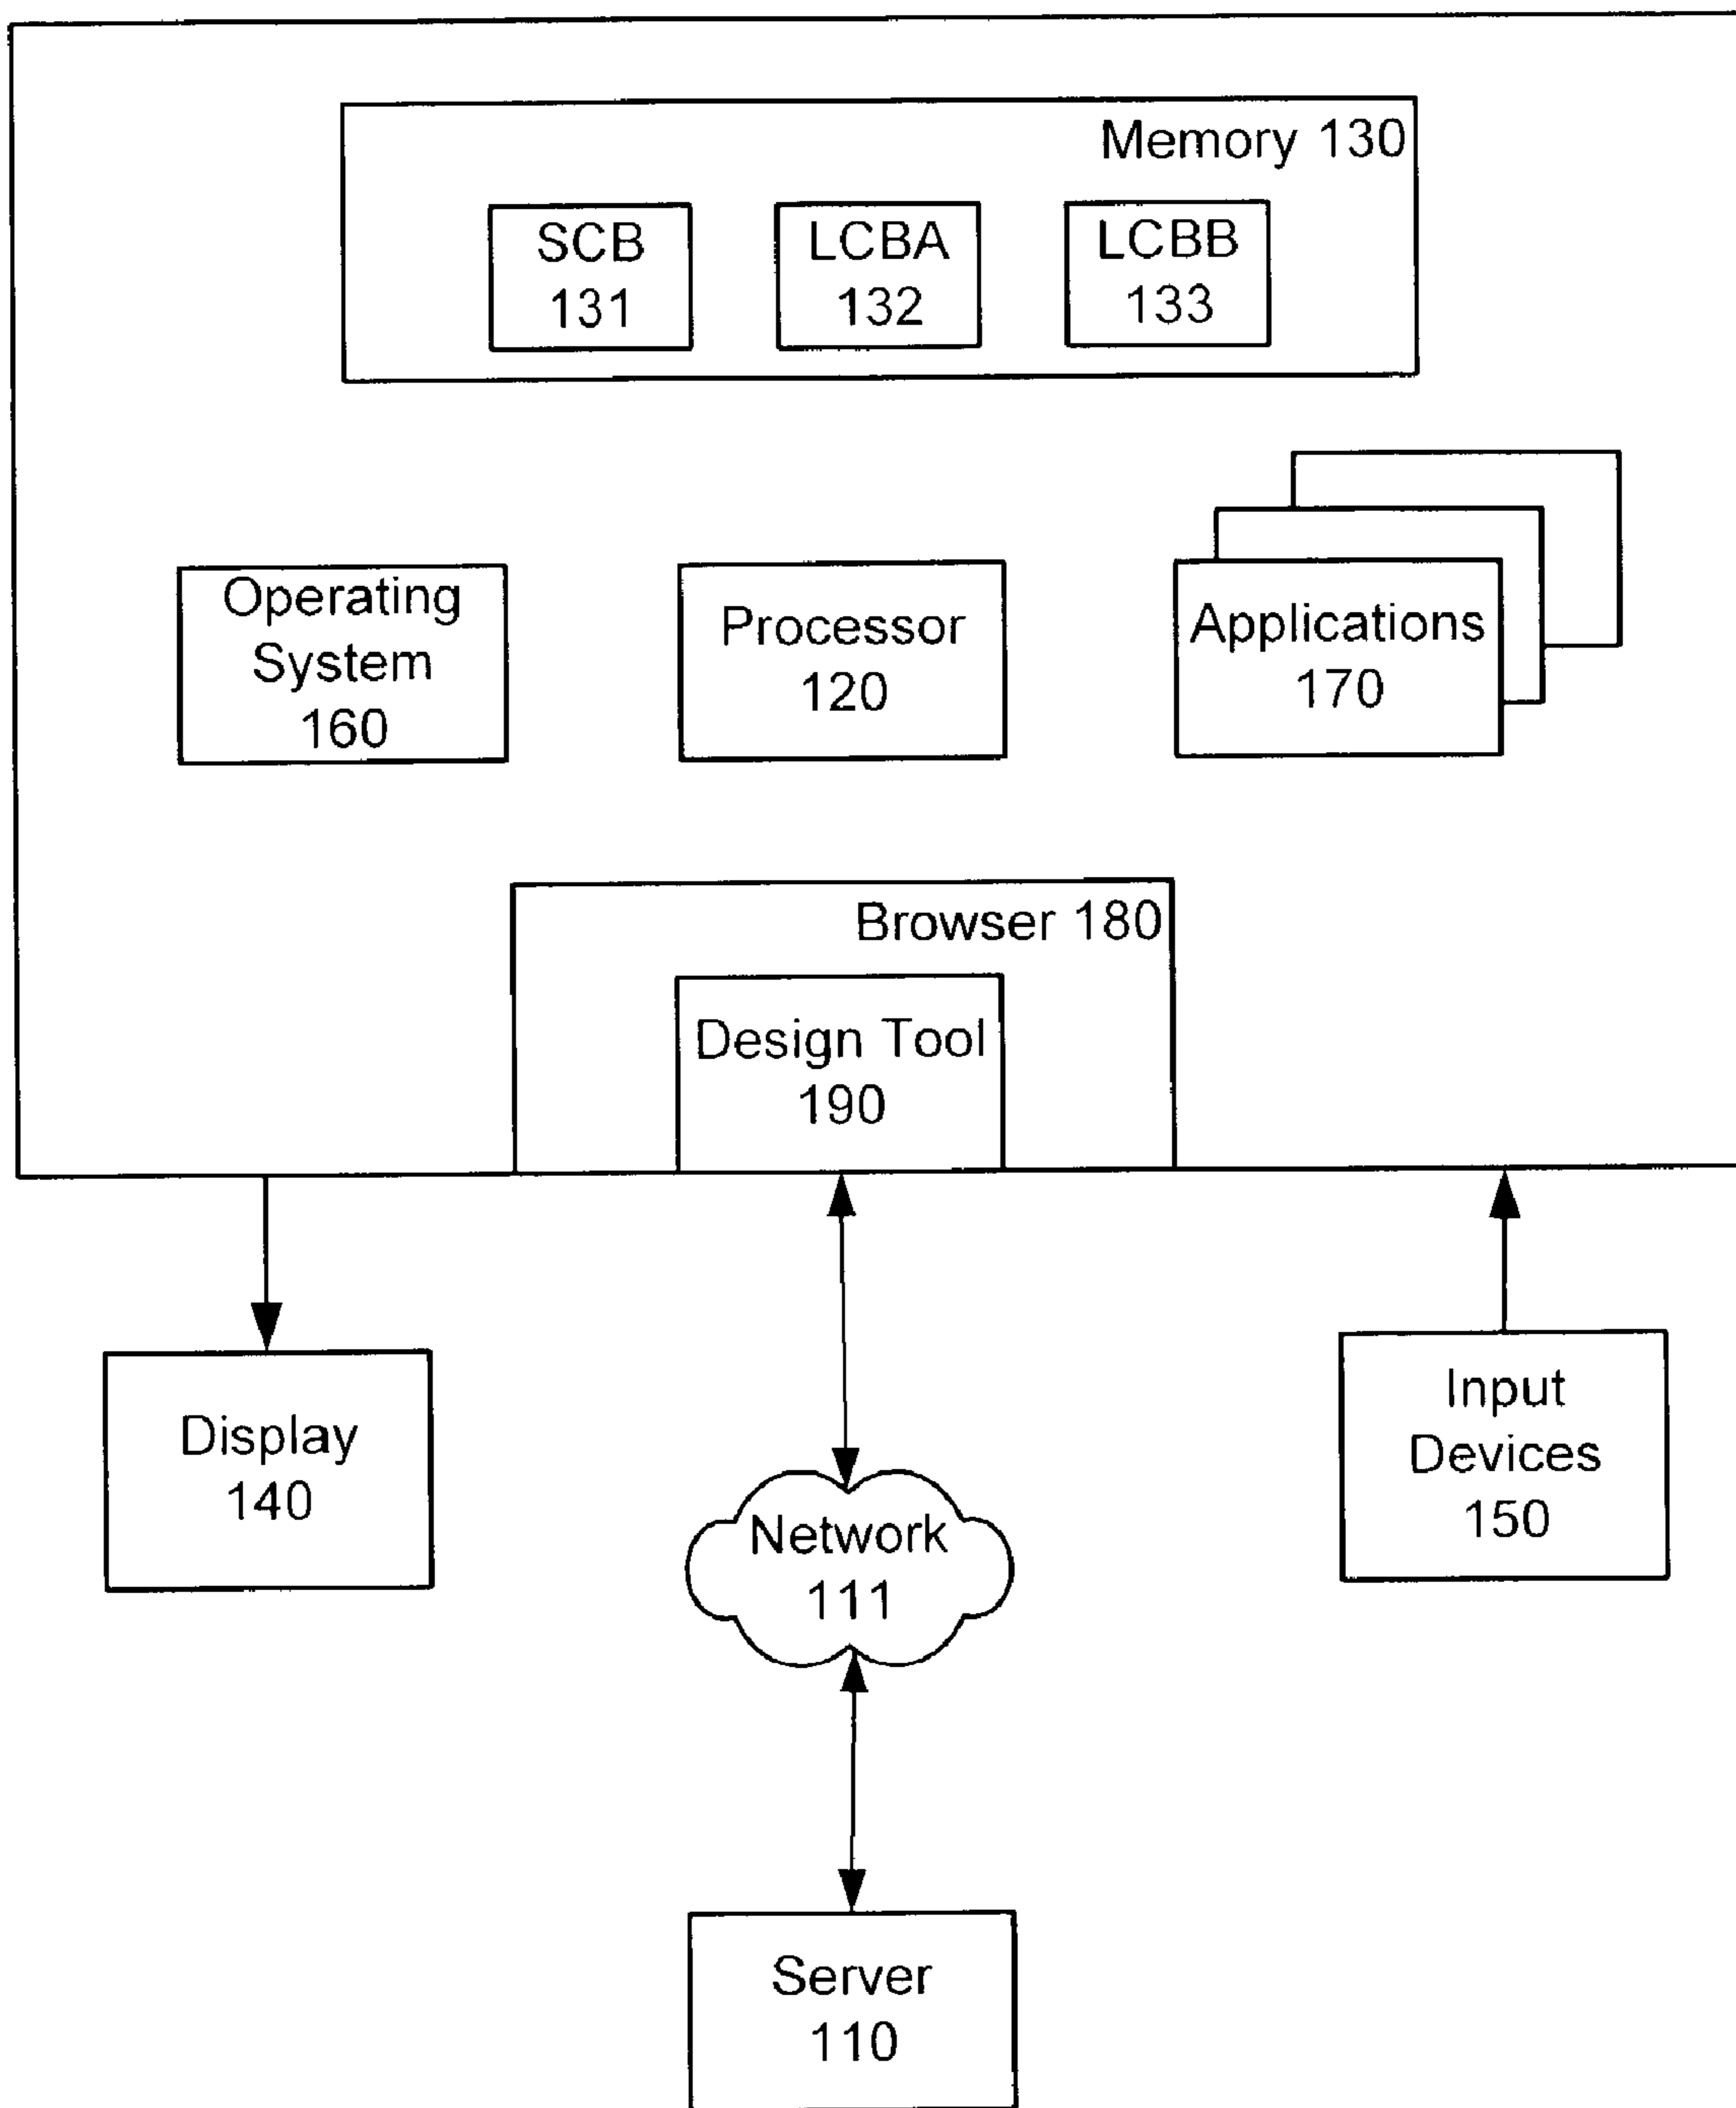 Memory 130
SCB
131
LCBA
132
LCBB
133
Operating
System
160
Processor
120
Applications
170
Browser 180
Design Tool
190
Display
140
Network
111
Input
Devices
150
Server
110